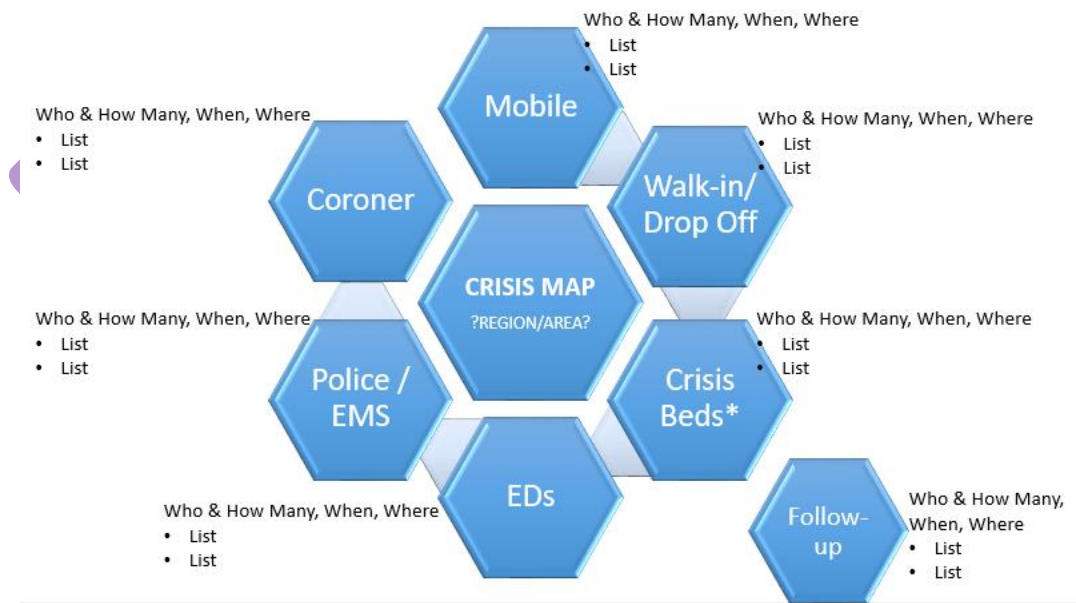 Who & How Many, When, Where
• List
• List
Mobile
Who & How Many, When, Where
• List
• List
Coroner
Who & How Many, When, Where
• List
• List
Walk-in/
Drop Off
CRISIS MAP
?REGION/AREA?
Who & How Many, When, Where
• List
• List
Police /
EMS
Who & How Many, When, Where
• List
• List
Crisis
Beds*
Who & How Many, When, Where
• List
• List
EDs
Follow-
up
Who & How Many,
When, Where
• List
• List